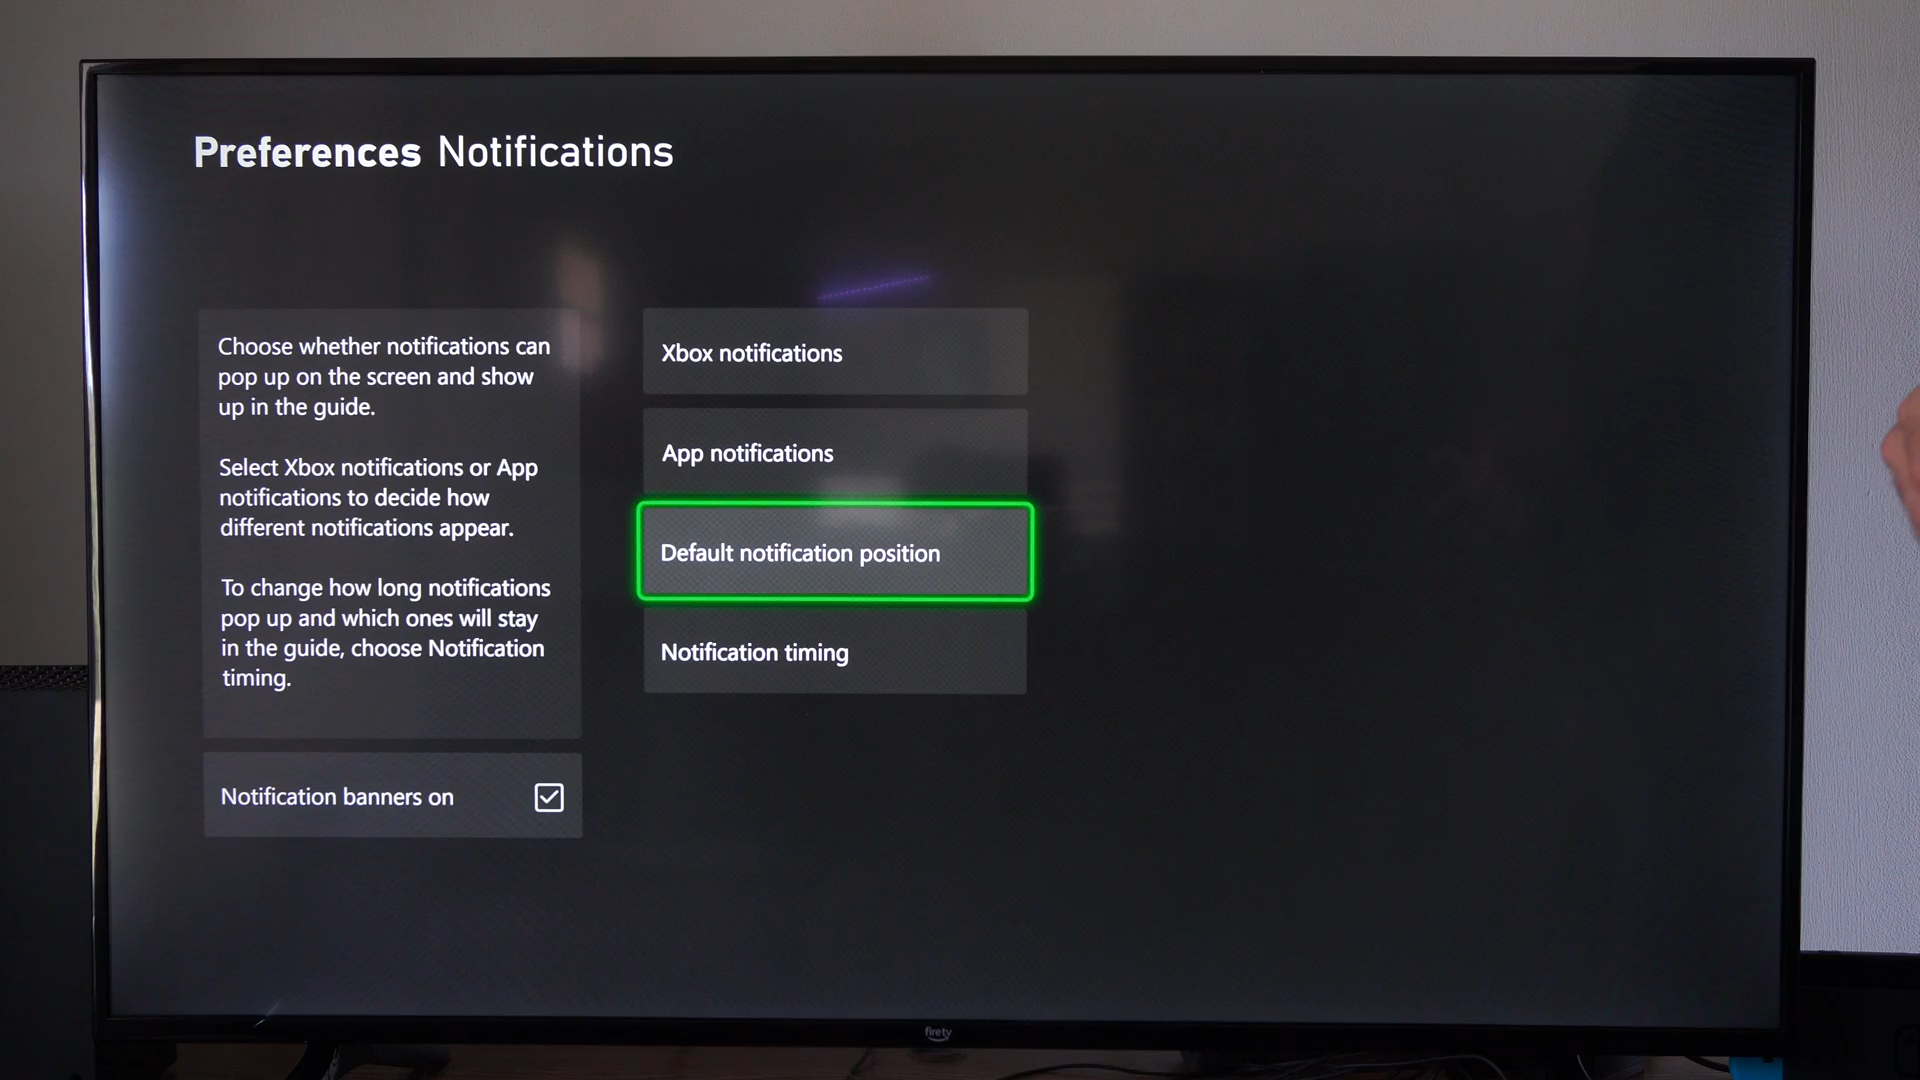 Preferences Notifications
Choose whether notifications can
pop up on the screen and show
up in the guide.
Select Xbox notifications or App
notifications to decide how
different notifications appear.
To change how long notifications
pop up and which ones will stay
in the guide, choose Notification
timing.
Notification banners on
Xbox notifications
App notifications
Default notification position
Notification timing
firetv